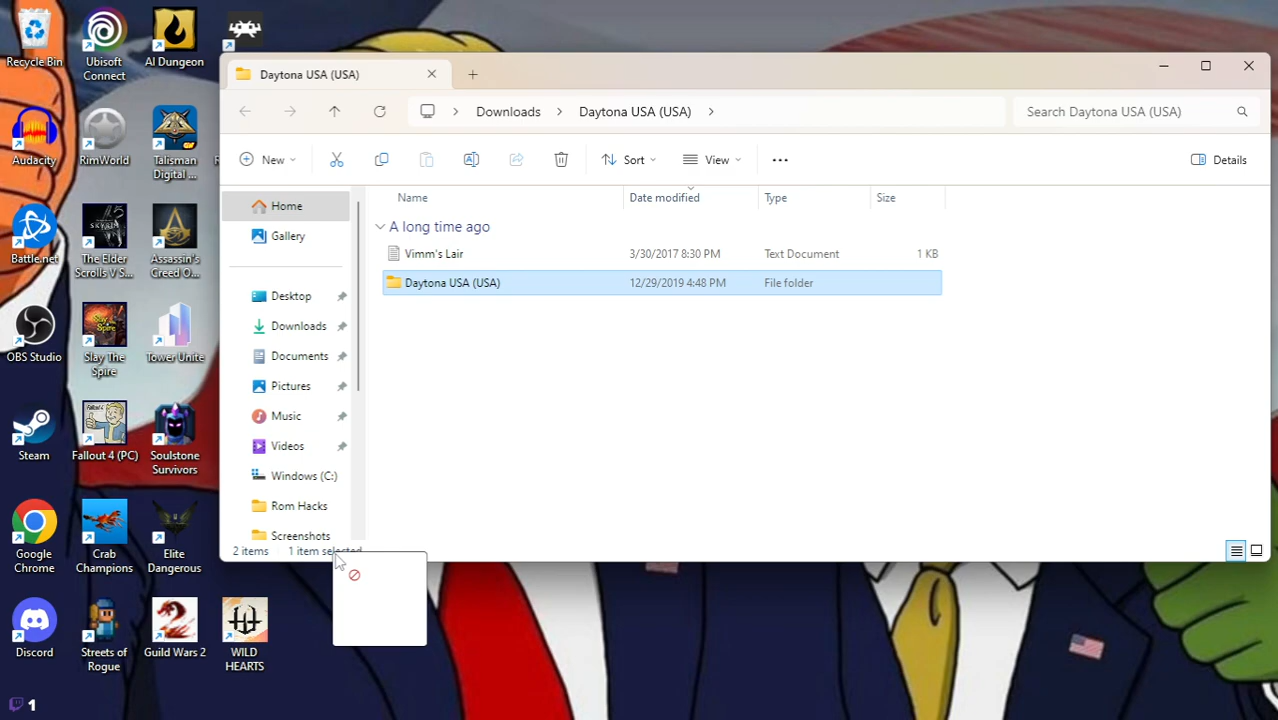 Recycle Bin
Ubisoft
Connect
AI Dungeon
Audacity
RimWorld
Talisman
Digital ...
Battle.net
The Elder
Scrolls V S...
Assassin's
Creed O...
OBS Studio
Slay The
Spire
Tower Unite
Steam
Fallout 4 (PC)
Soulstone
Survivors
Google
Chrome
Crab
Champions
Elite
Dangerous
Discord
Streets of
Rogue
Guild Wars 2
WILD
HEARTS
1
Daytona USA (USA)
Downloads > Daytona USA (USA) >
Search Daytona USA (USA)
New
Sort
View
Details
Home
Gallery
Desktop
Downloads
Documents
Pictures
Music
Videos
Windows (C:)
Rom Hacks
Screenshots
Name Date modified Type Size
A long time ago
Vimm's Lair 3/30/2017 8:30 PM Text Document 1 KB
Daytona USA (USA) 12/29/2019 4:48 PM File folder
2 items 1 item selected